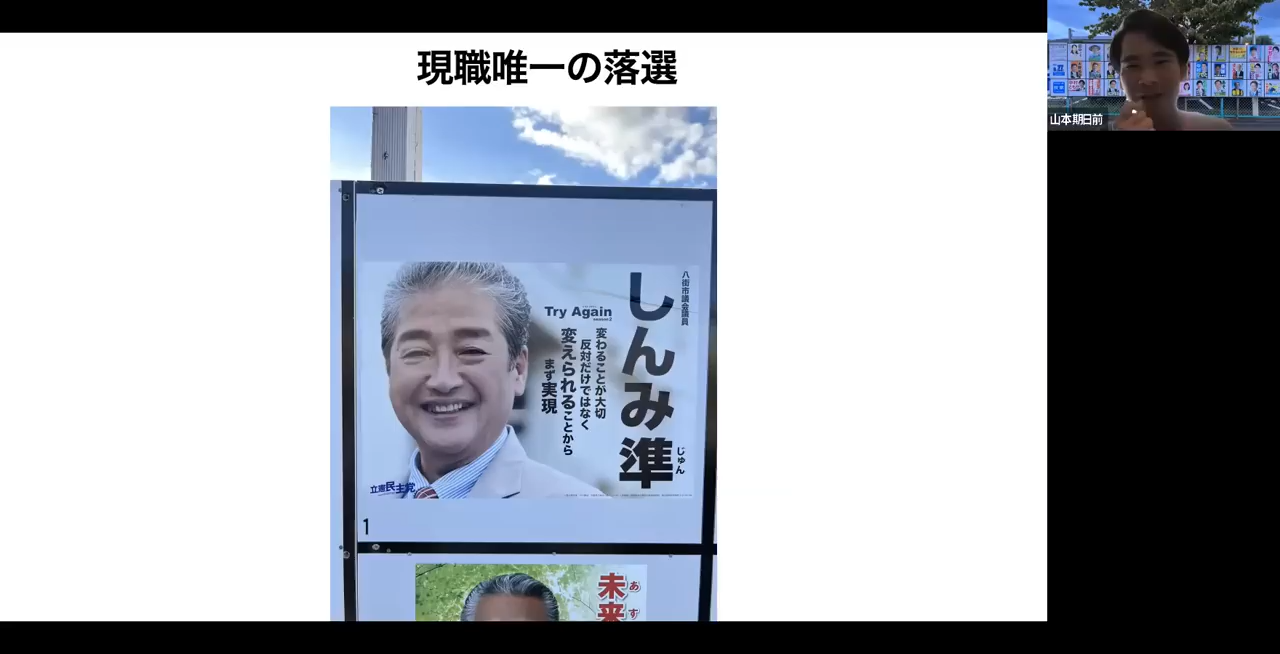 現職唯一の落選
山本期日前
八街市議会議員
しんみ準
じゅん
Try Again
変わることが大切
反対だけではなく
変えられることから
まず実現
立憲民主党
1
未来
あす